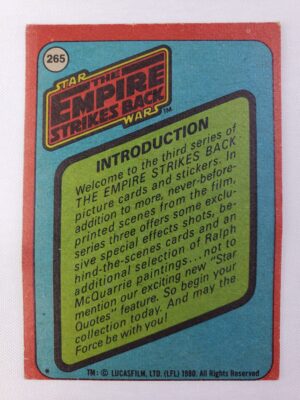 265
STAR
THE
EMPIRE
STRIKES BACK
WARS™
INTRODUCTION
Welcome to the third series of
THE EMPIRE STRIKES BACK
picture cards and stickers. In
addition to more, never-before-
printed scenes from the film,
series three offers some exclu-
sive special effects shots, be-
hind-the-scenes cards and an
additional selection of Ralph
McQuarrie paintings...not to
mention our exciting new "Star
Quotes" feature. So begin your
collection today. And may the
Force be with you!
* TM: © LUCASFILM, LTD. (LFL) 1980. All Rights Reserved